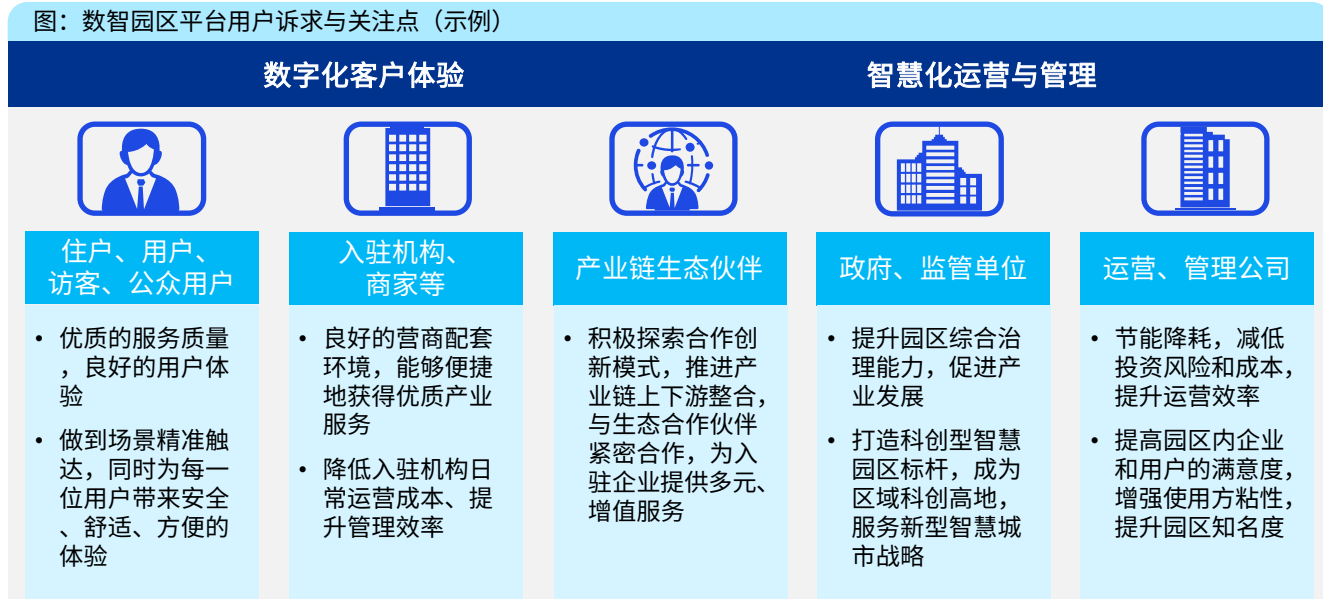 图：数智园区平台用户诉求与关注点（示例）
数字化客户体验
智慧化运营与管理
住户、用户、
访客、公众用户
• 优质的服务质量
，良好的用户体
验
• 做到场景精准触
达，同时为每一
位用户带来安全
、舒适、方便的
体验
入驻机构、
商家等
• 良好的营商配套
环境，能够便捷
地获得优质产业
服务
• 降低入驻机构日
常运营成本、提
升管理效率
产业链生态伙伴
• 积极探索合作创
新模式，推进产
业链上下游整合，
与生态合作伙伴
紧密合作，为入
驻企业提供多元、
增值服务
政府、监管单位
• 提升园区综合治
理能力，促进产
业发展
• 打造科创型智慧
园区标杆，成为
区域科创高地，
服务新型智慧城
市战略
运营、管理公司
• 节能降耗，减低
投资风险和成本，
提升运营效率
• 提高园区内企业
和用户的满意度，
增强使用方粘性，
提升园区知名度